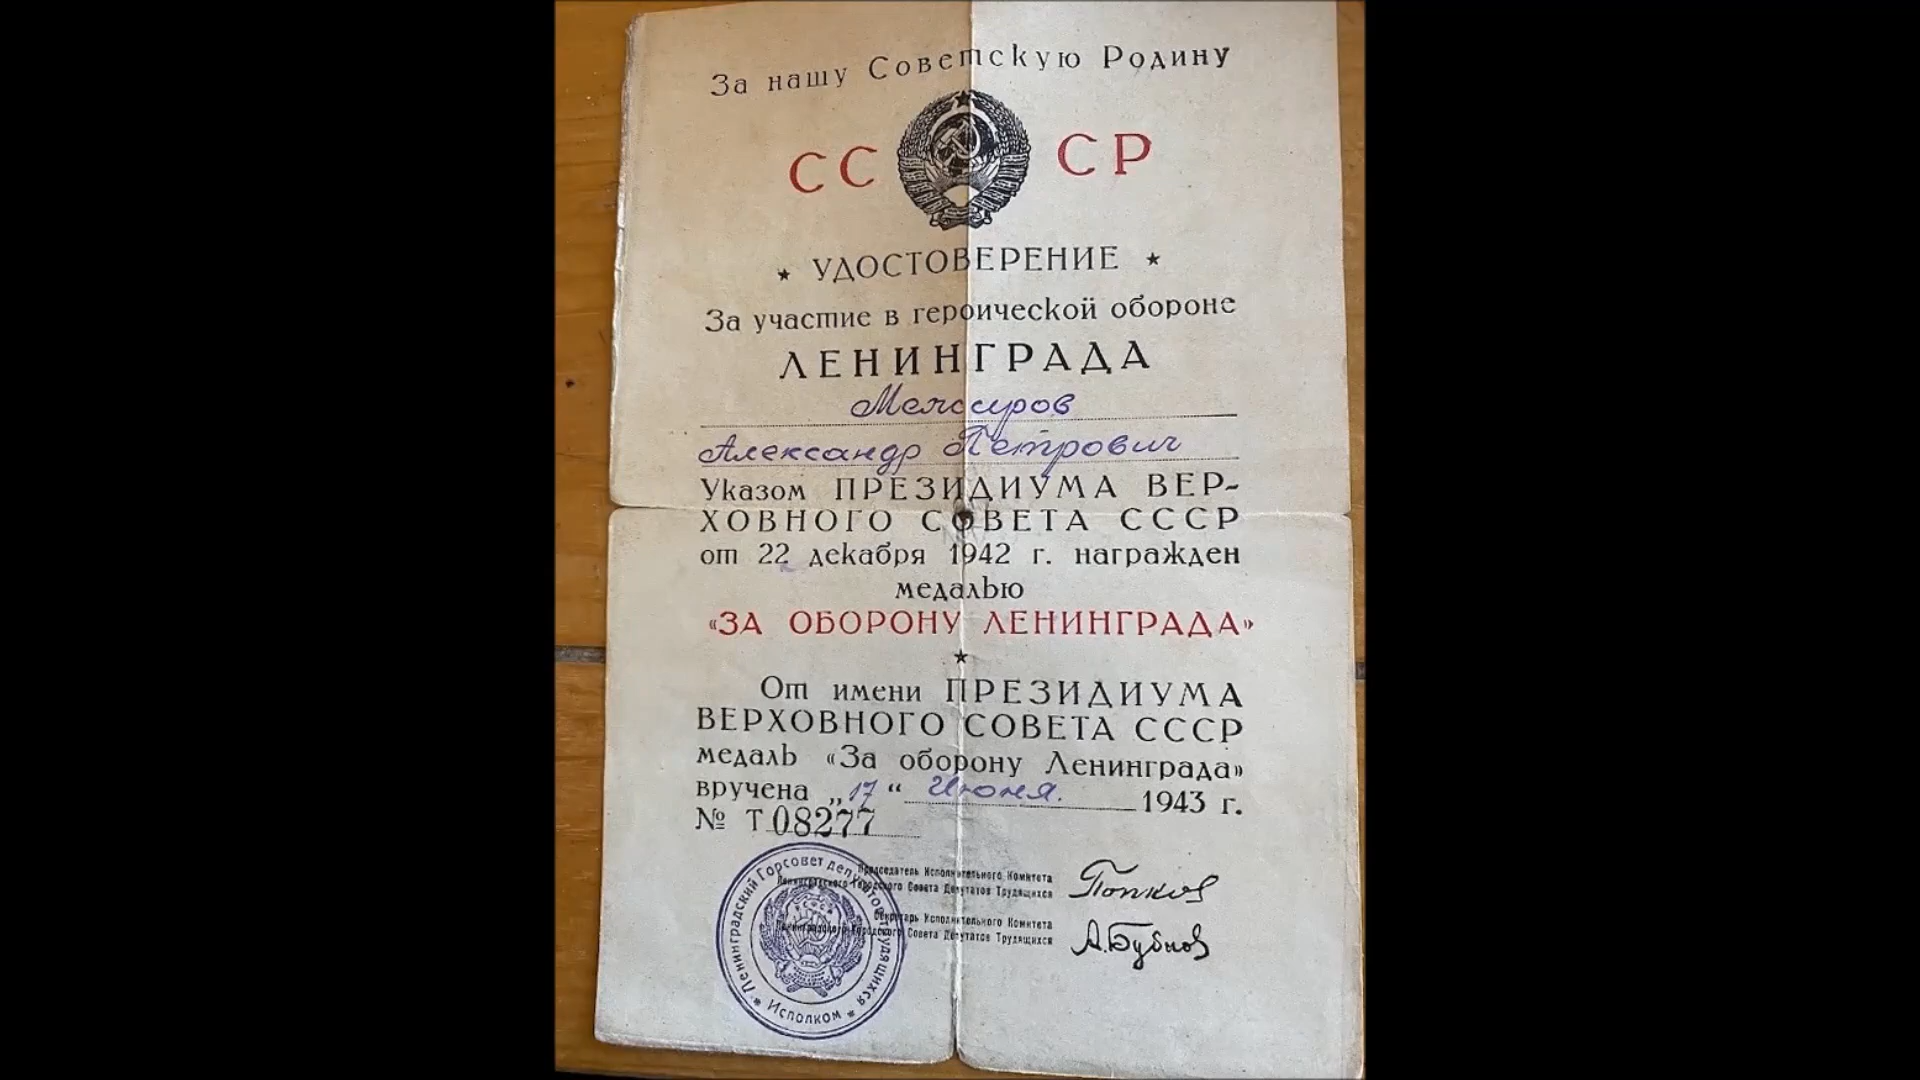 За нашу Советскую Родину
СССР
★ УДОСТОВЕРЕНИЕ ★
За участие в героической обороне
ЛЕНИНГРАДА
Александр Петрович
Указом ПРЕЗИДИУМА ВЕР-
ХОВНОГО СОВЕТА СССР
от 22 декабря 1942 г. награжден
медалью
«ЗА ОБОРОНУ ЛЕНИНГРАДА»
★
От имени ПРЕЗИДИУМА
ВЕРХОВНОГО СОВЕТА СССР
медаль «За оборону Ленинграда»
вручена „17“ Июня. 1943 г.
№ Т 08277
Председатель Исполнительного Комитета
Ленинградского Городского Совета Депутатов Трудящихся
Попков
Секретарь Исполнительного Комитета
Ленинградского Городского Совета Депутатов Трудящихся
А.Бубнов
Ленинградский Горсовет депутатов трудящихся
* Исполком *